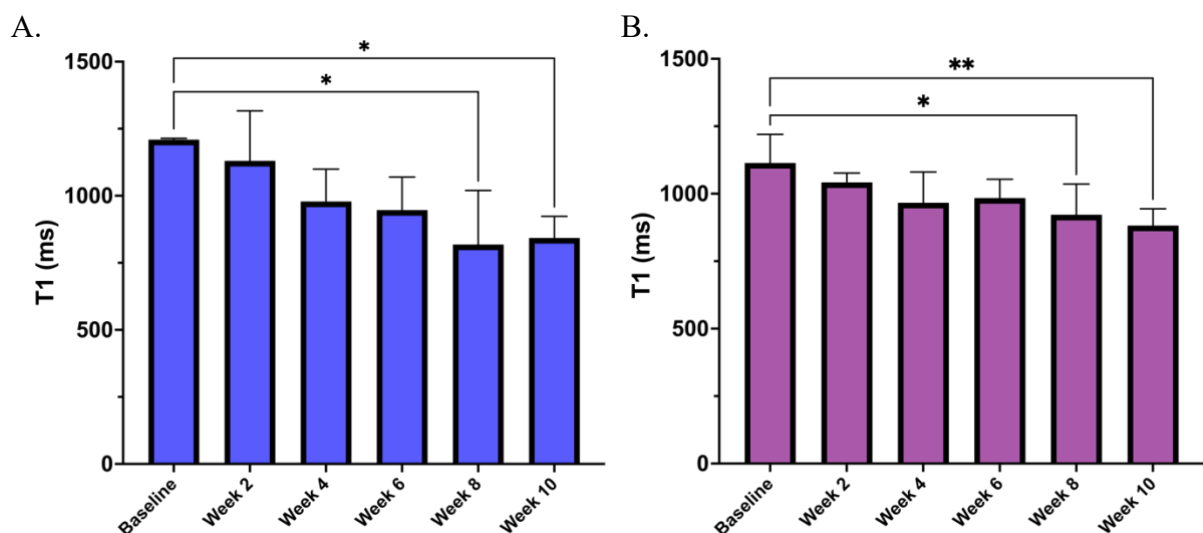 A.
T1 (ms)
1500
1000
500
0
*
*
Baseline
Week 2
Week 4
Week 6
Week 8
Week 10
B.
T1 (ms)
1500
1000
500
0
**
*
Baseline
Week 2
Week 4
Week 6
Week 8
Week 10